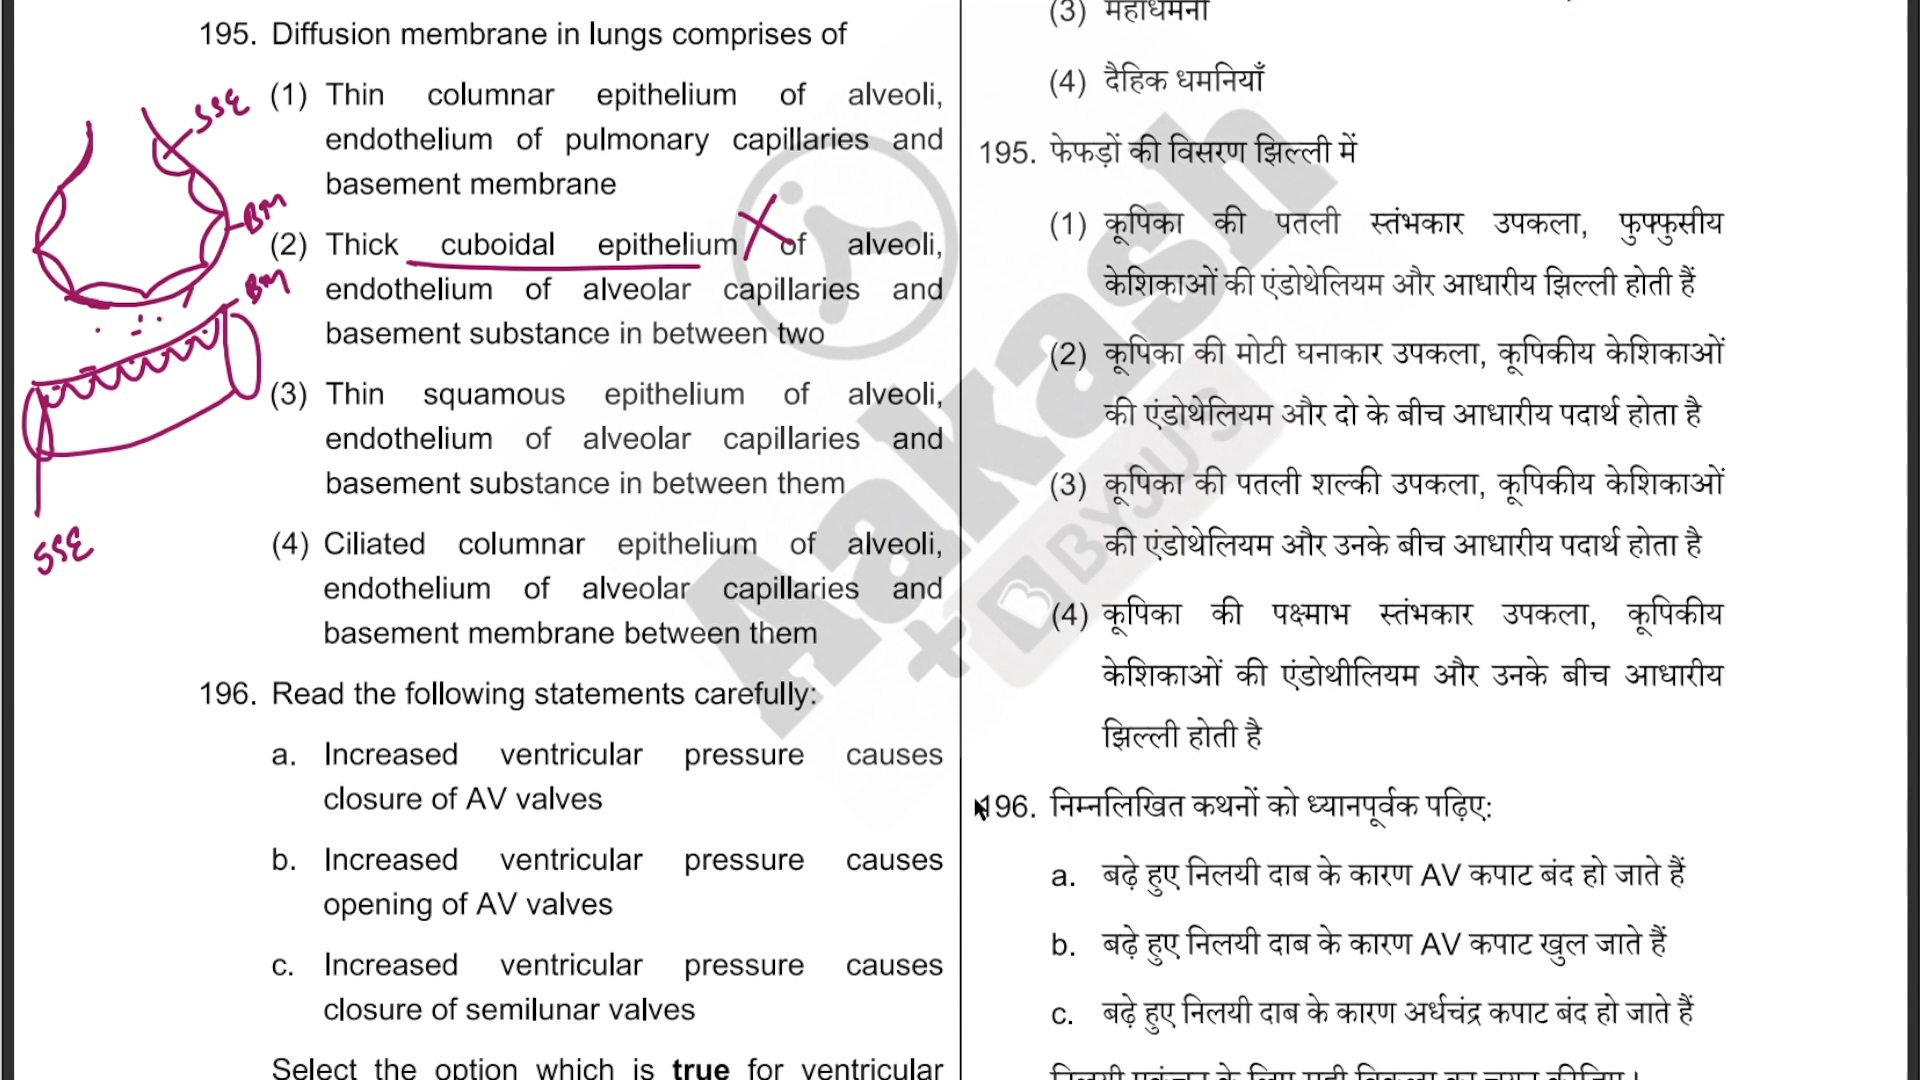 195. Diffusion membrane in lungs comprises of
(1) Thin columnar epithelium of alveoli,
endothelium of pulmonary capillaries and
basement membrane
(2) Thick cuboidal epithelium of alveoli,
endothelium of alveolar capillaries and
basement substance in between two
(3) Thin squamous epithelium of alveoli,
endothelium of alveolar capillaries and
basement substance in between them
(4) Ciliated columnar epithelium of alveoli,
endothelium of alveolar capillaries and
basement membrane between them
196. Read the following statements carefully:
a. Increased ventricular pressure causes
closure of AV valves
b. Increased ventricular pressure causes
opening of AV valves
c. Increased ventricular pressure causes
closure of semilunar valves
Select the option which is true for ventricular
SSE
BM
BM
SSE
(3) महाधमनी
(4) दैहिक धमनियाँ
195. फेफड़ों की विसरण झिल्ली में
(1) कूपिका की पतली स्तंभकार उपकला, फुफ्फुसीय
केशिकाओं की एंडोथेलियम और आधारीय झिल्ली होती हैं
(2) कूपिका की मोटी घनाकार उपकला, कूपिकीय केशिकाओं
की एंडोथेलियम और दो के बीच आधारीय पदार्थ होता है
(3) कूपिका की पतली शल्की उपकला, कूपिकीय केशिकाओं
की एंडोथेलियम और उनके बीच आधारीय पदार्थ होता है
(4) कूपिका की पक्ष्माभ स्तंभकार उपकला, कूपिकीय
केशिकाओं की एंडोथीलियम और उनके बीच आधारीय
झिल्ली होती है
196. निम्नलिखित कथनों को ध्यानपूर्वक पढ़िए:
a. बढ़े हुए निलयी दाब के कारण AV कपाट बंद हो जाते हैं
b. बढ़े हुए निलयी दाब के कारण AV कपाट खुल जाते हैं
c. बढ़े हुए निलयी दाब के कारण अर्धचंद्र कपाट बंद हो जाते हैं
Aakash
BYJU'S